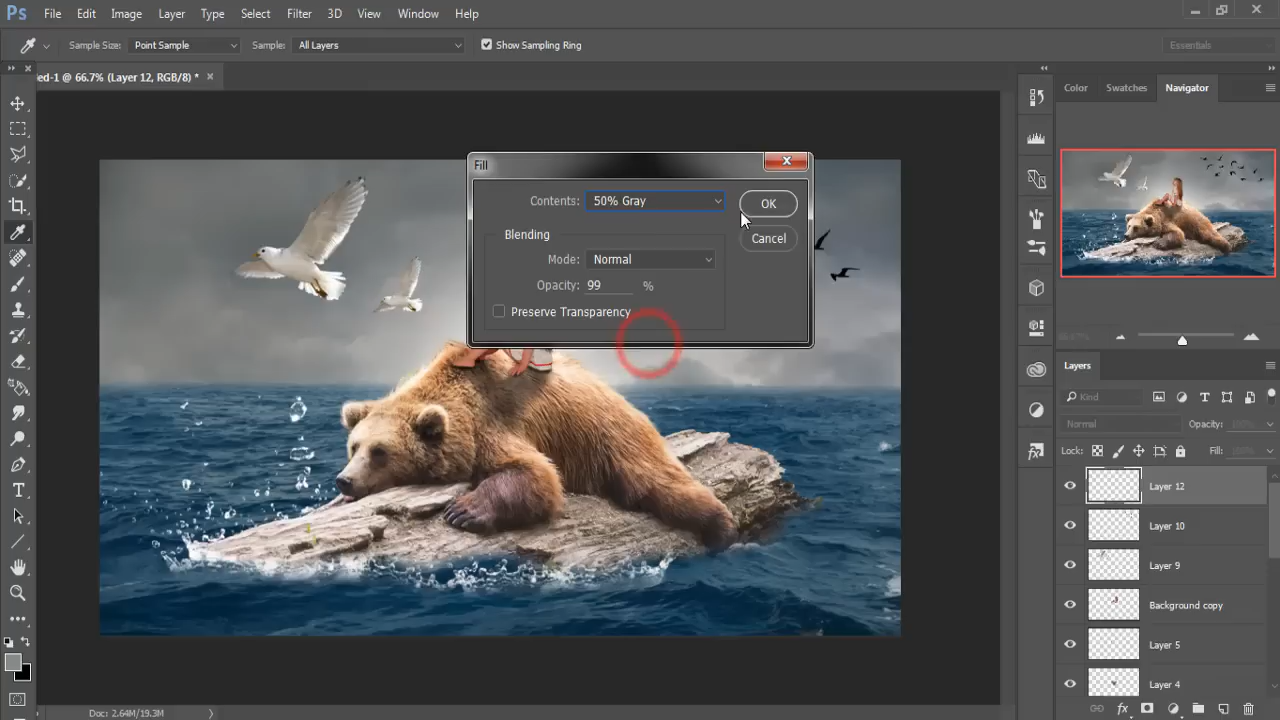 Ps File Edit Image Layer Type Select Filter 3D View Window Help
Sample Size: Point Sample Sample: All Layers Show Sampling Ring Essentials
ed-1 @ 66.7% (Layer 12, RGB/8) *
Color Swatches Navigator
Fill
Contents: 50% Gray OK
Blending Cancel
Mode: Normal
Opacity: 99 %
Preserve Transparency
Layers
Kind
Normal Opacity: 100%
Lock: Fill: 100%
Layer 12
Layer 10
Layer 9
Background copy
Layer 5
Layer 4
fx
Doc: 2.64M/19.3M